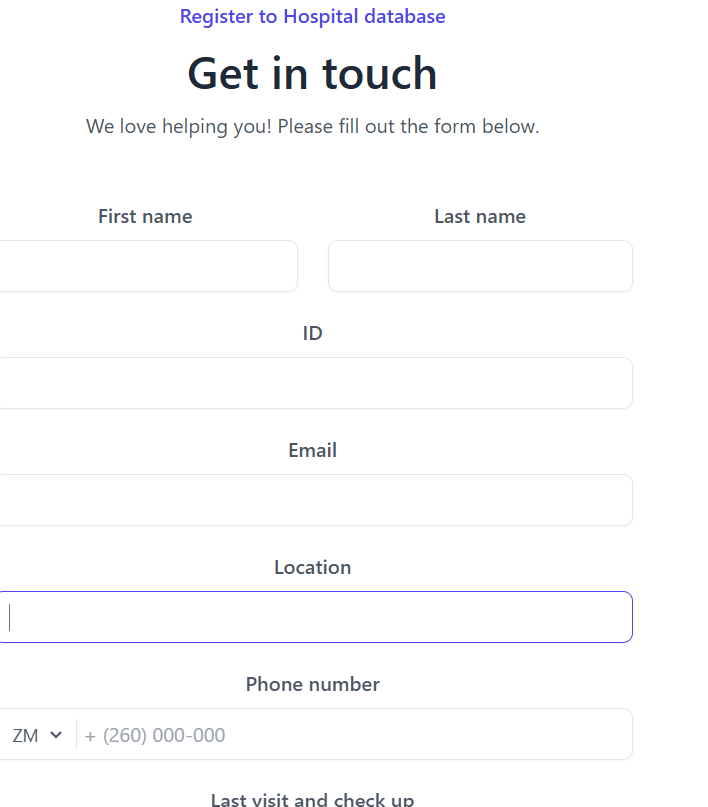 Register to Hospital database
Get in touch
We love helping you! Please fill out the form below.
First name
Last name
ID
Email
Location
Phone number
ZM
+ (260) 000-000
Last visit and check up